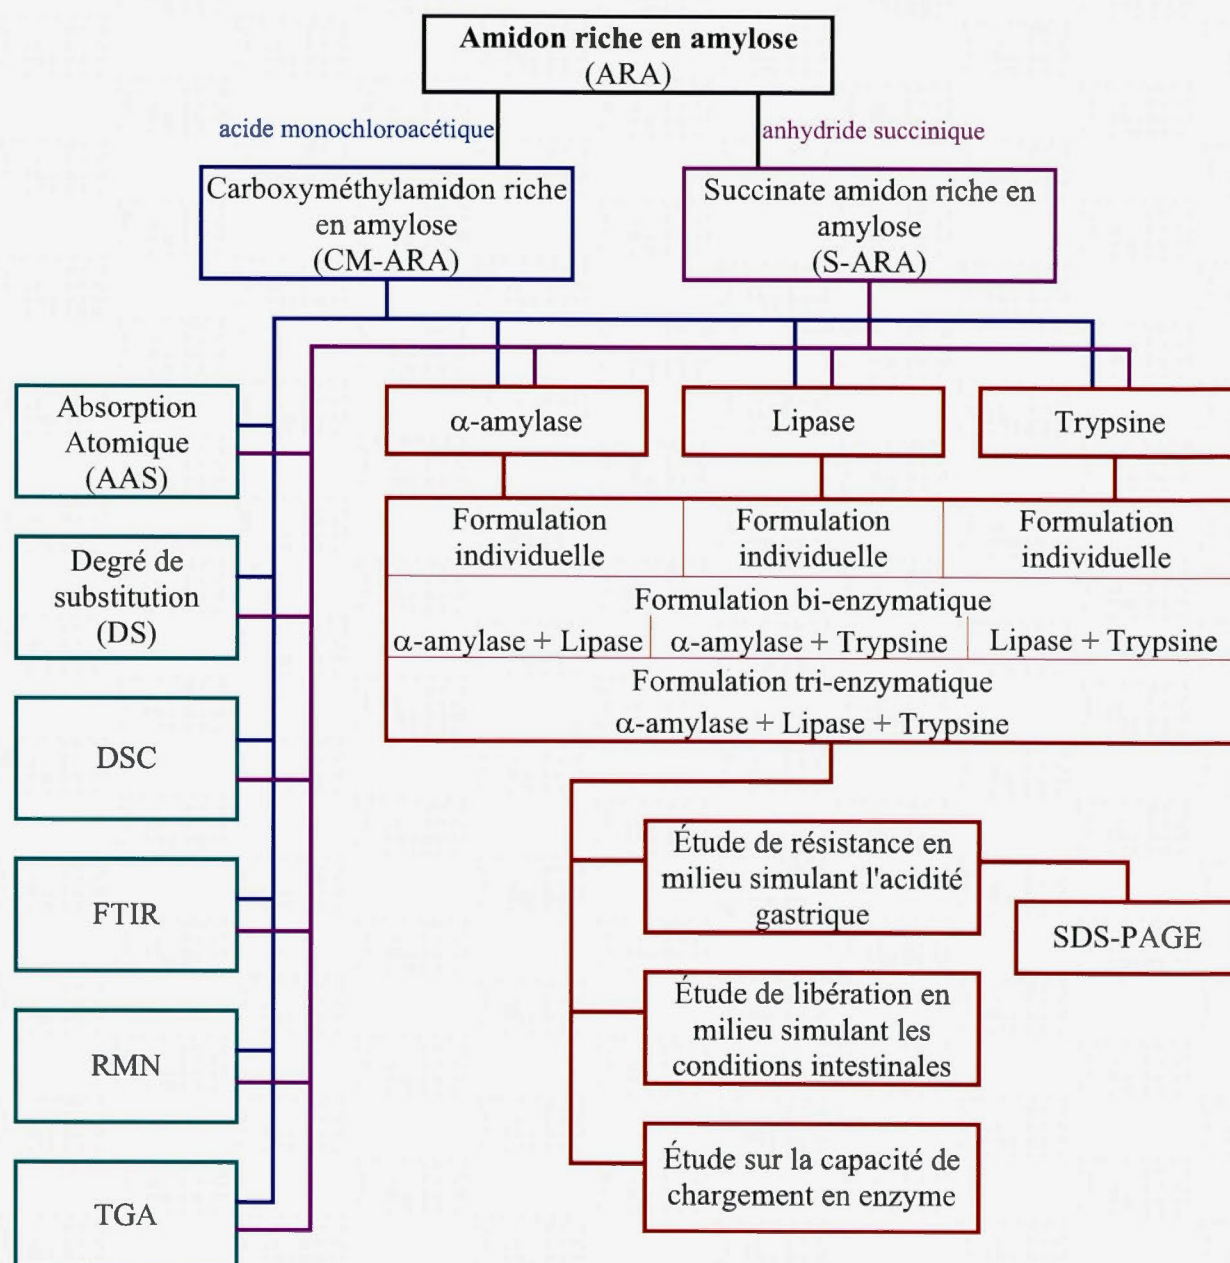 Amidon riche en amylose
(ARA)
acide monochloroacétique
anhydride succinique
Carboxyméthylamidon riche
en amylose
(CM-ARA)
Succinate amidon riche en
amylose
(S-ARA)
Absorption
Atomique
(AAS)
Degré de
substitution
(DS)
DSC
FTIR
RMN
TGA
α-amylase
Lipase
Trypsine
Formulation
individuelle
Formulation
individuelle
Formulation
individuelle
Formulation bi-enzymatique
α-amylase + Lipase
α-amylase + Trypsine
Lipase + Trypsine
Formulation tri-enzymatique
α-amylase + Lipase + Trypsine
Étude de résistance en
milieu simulant l'acidité
gastrique
SDS-PAGE
Étude de libération en
milieu simulant les
conditions intestinales
Étude sur la capacité de
chargement en enzyme